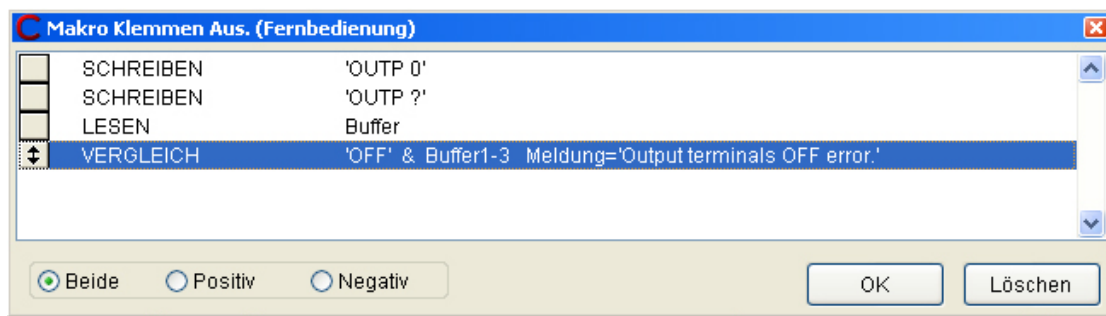 Makro Klemmen Aus. (Fernbedienung)
SCHREIBEN 'OUTP 0'
SCHREIBEN 'OUTP ?'
LESEN Buffer
VERGLEICH 'OFF' & Buffer1-3 Meldung='Output terminals OFF error.'
Beide Positiv Negativ OK Löschen